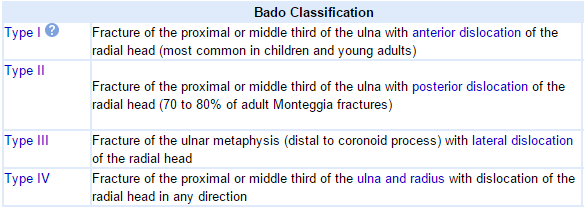 Bado Classification
Type I ? Fracture of the proximal or middle third of the ulna with anterior dislocation of the
radial head (most common in children and young adults)
Type II
Fracture of the proximal or middle third of the ulna with posterior dislocation of the
radial head (70 to 80% of adult Monteggia fractures)
Type III Fracture of the ulnar metaphysis (distal to coronoid process) with lateral dislocation
of the radial head
Type IV Fracture of the proximal or middle third of the ulna and radius with dislocation of the
radial head in any direction